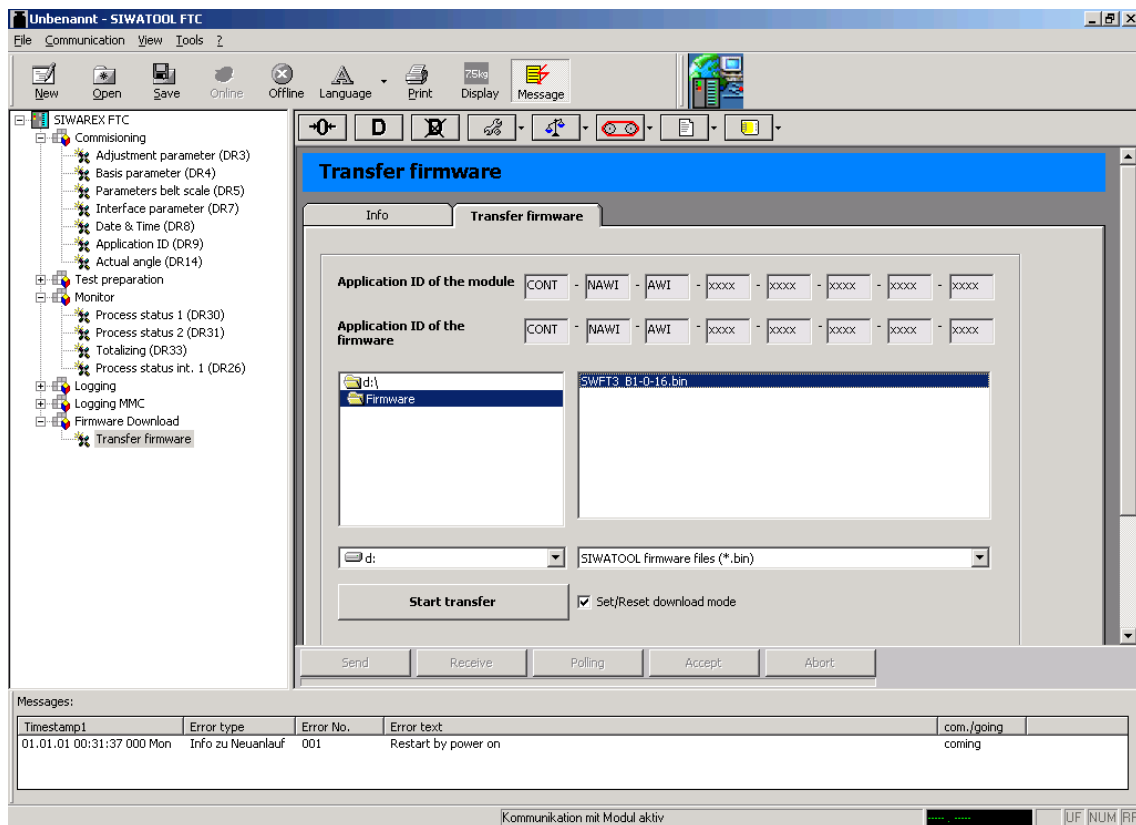 Unbenannt - SIWATOOL FTC
File Communication View Tools ?
New Open Save Online Offline Language Print 7.5kg Display Message
SIWAREX FTC
Commisioning
Adjustment parameter (DR3)
Basis parameter (DR4)
Parameters belt scale (DR5)
Interface parameter (DR7)
Date & Time (DR8)
Application ID (DR9)
Actual angle (DR14)
Test preparation
Monitor
Process status 1 (DR30)
Process status 2 (DR31)
Totalizing (DR33)
Process status int. 1 (DR26)
Logging
Logging MMC
Firmware Download
Transfer firmware
→0← D D
Transfer firmware
Info Transfer firmware
Application ID of the module CONT - NAWI - AWI - xxxx - xxxx - xxxx - xxxx - xxxx
Application ID of the
firmware CONT - NAWI - AWI - xxxx - xxxx - xxxx - xxxx - xxxx
d:\
Firmware
SWFT3_B1-0-16.bin
d: SIWATOOL firmware files (*.bin)
Start transfer Set/Reset download mode
Send Receive Polling Accept Abort
Messages:
Timestamp1 Error type Error No. Error text com./going
01.01.01 00:31:37 000 Mon Info zu Neuanlauf 001 Restart by power on coming
Kommunikation mit Modul aktiv ----- . ----- UF NUM RF